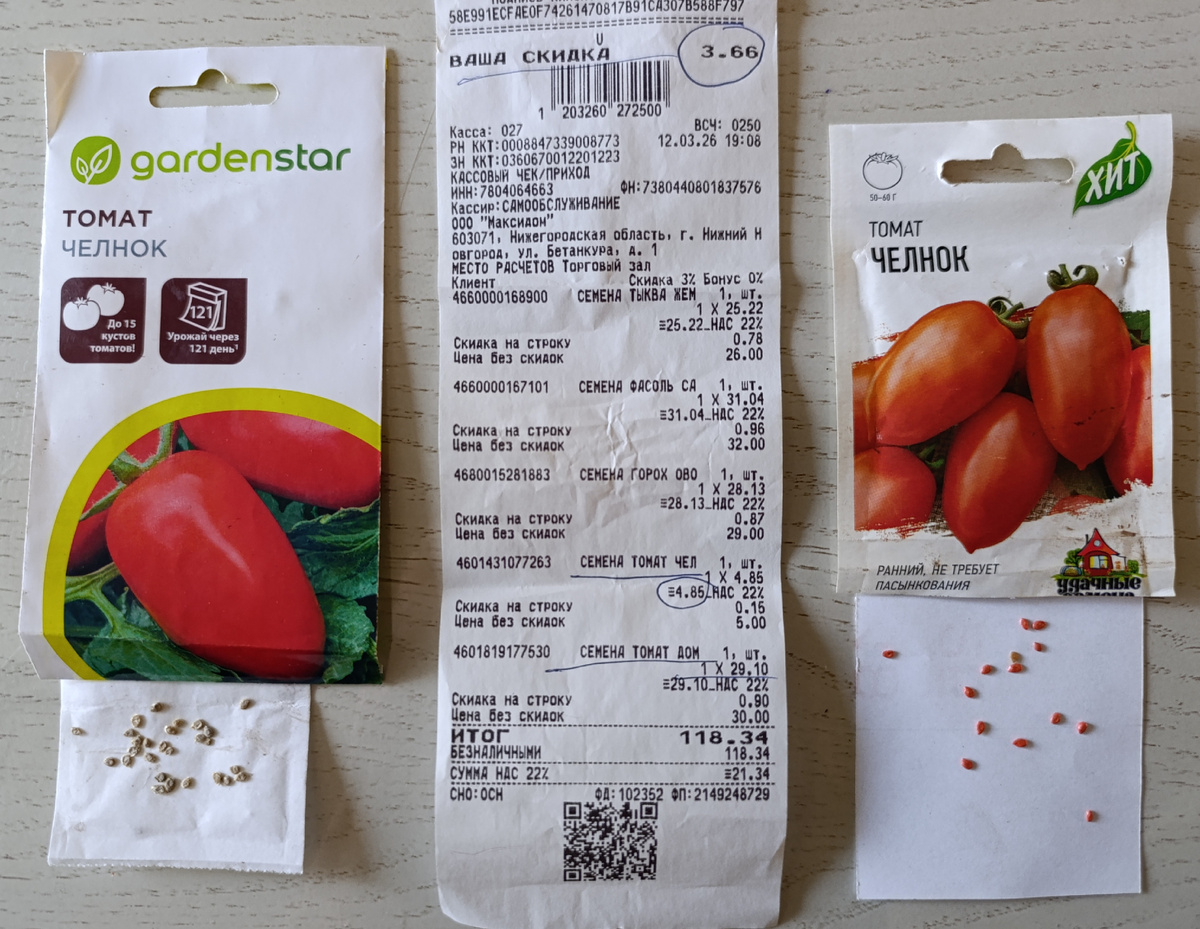 gardenstar
ТОМАТ
ЧЕЛНОК
До 15
кустов
томатов!
121
Урожай через
121 день¹
58E991ECFAE0F74261470817B91CA307B588F797
ВАША СКИДКА 3.66
1 203260 272500
Касса: 027 ВСЧ: 0250
РН ККТ:0008847339008773 12.03.26 19:08
ЗН ККТ:0360670012201223
КАССОВЫЙ ЧЕК/ПРИХОД
ИНН:7804064663 ФН:7380440801837576
Кассир:САМООБСЛУЖИВАНИЕ
ООО "Максидом"
603071, Нижегородская область, г. Нижний Н
овгород, ул. Бетанкура, д. 1
МЕСТО РАСЧЕТОВ Торговый зал
Клиент Скидка 3% Бонус 0%
4660000168900 СЕМЕНА ТЫКВА ЖЕМ 1, шт.
1 X 25.22
≡25.22_НДС 22%
Скидка на строку 0.78
Цена без скидок 26.00
4660000167101 СЕМЕНА ФАСОЛЬ СА 1, шт.
1 X 31.04
≡31.04_НДС 22%
Скидка на строку 0.96
Цена без скидок 32.00
4680015281883 СЕМЕНА ГОРОХ ОВО 1, шт.
1 X 28.13
≡28.13_НДС 22%
Скидка на строку 0.87
Цена без скидок 29.00
4601431077263 СЕМЕНА ТОМАТ ЧЕЛ 1, шт.
1 X 4.85
≡4.85_НДС 22%
Скидка на строку 0.15
Цена без скидок 5.00
4601819177530 СЕМЕНА ТОМАТ ДОМ 1, шт.
1 X 29.10
≡29.10_НДС 22%
Скидка на строку 0.90
Цена без скидок 30.00
ИТОГ 118.34
БЕЗНАЛИЧНЫМИ 118.34
СУММА НДС 22% ≡21.34
СНО:ОСН ФД:102352 ФП:2149248729
50-60 Г
ХИТ
ТОМАТ
ЧЕЛНОК
РАННИЙ, НЕ ТРЕБУЕТ
ПАСЫНКОВАНИЯ
удачные
семена